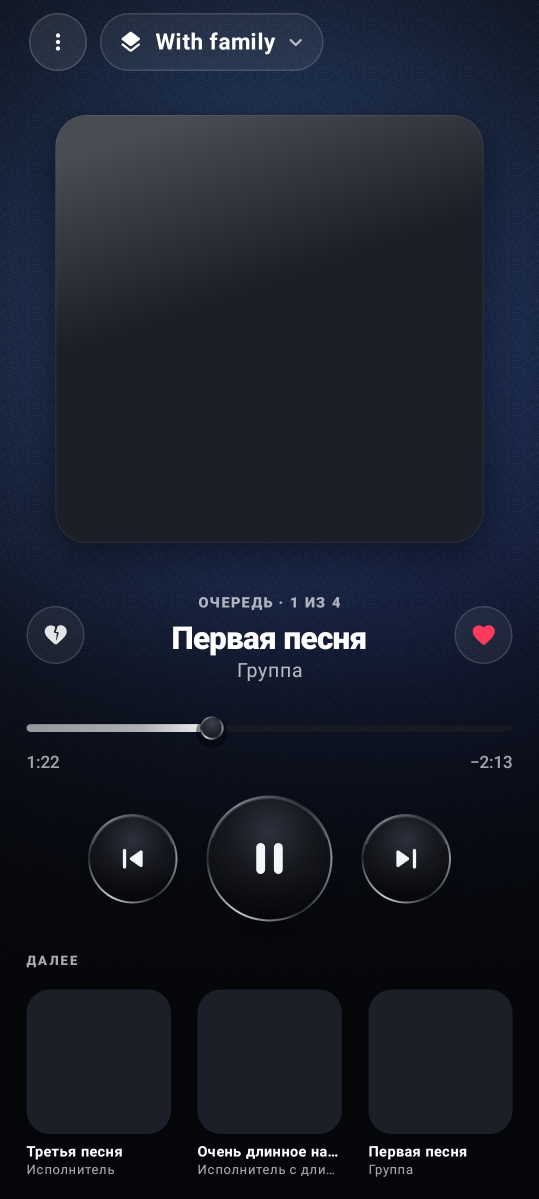 With family
ОЧЕРЕДЬ · 1 ИЗ 4
Первая песня
Группа
1:22
−2:13
ДАЛЕЕ
Третья песня
Исполнитель
Очень длинное на…
Исполнитель с дли…
Первая песня
Группа